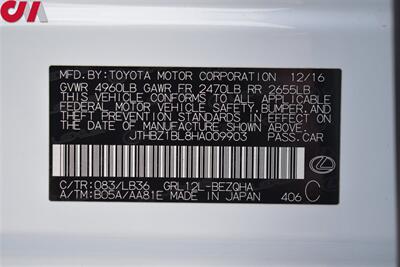 CIA
MFD. BY: TOYOTA MOTOR CORPORATION 12/16
GVWR 4960LB GAWR FR 2470LB RR 2655LB
THIS VEHICLE CONFORMS TO ALL APPLICABLE
FEDERAL MOTOR VEHICLE SAFETY, BUMPER, AND
THEFT PREVENTION STANDARDS IN EFFECT ON
THE DATE OF MANUFACTURE SHOWN ABOVE.
JTHBZ1BL8HA009903 PASS. CAR
C/TR: 083/LB36 GRL12L-BEZQHA
A/TM: B05A/AA81E MADE IN JAPAN 406 C